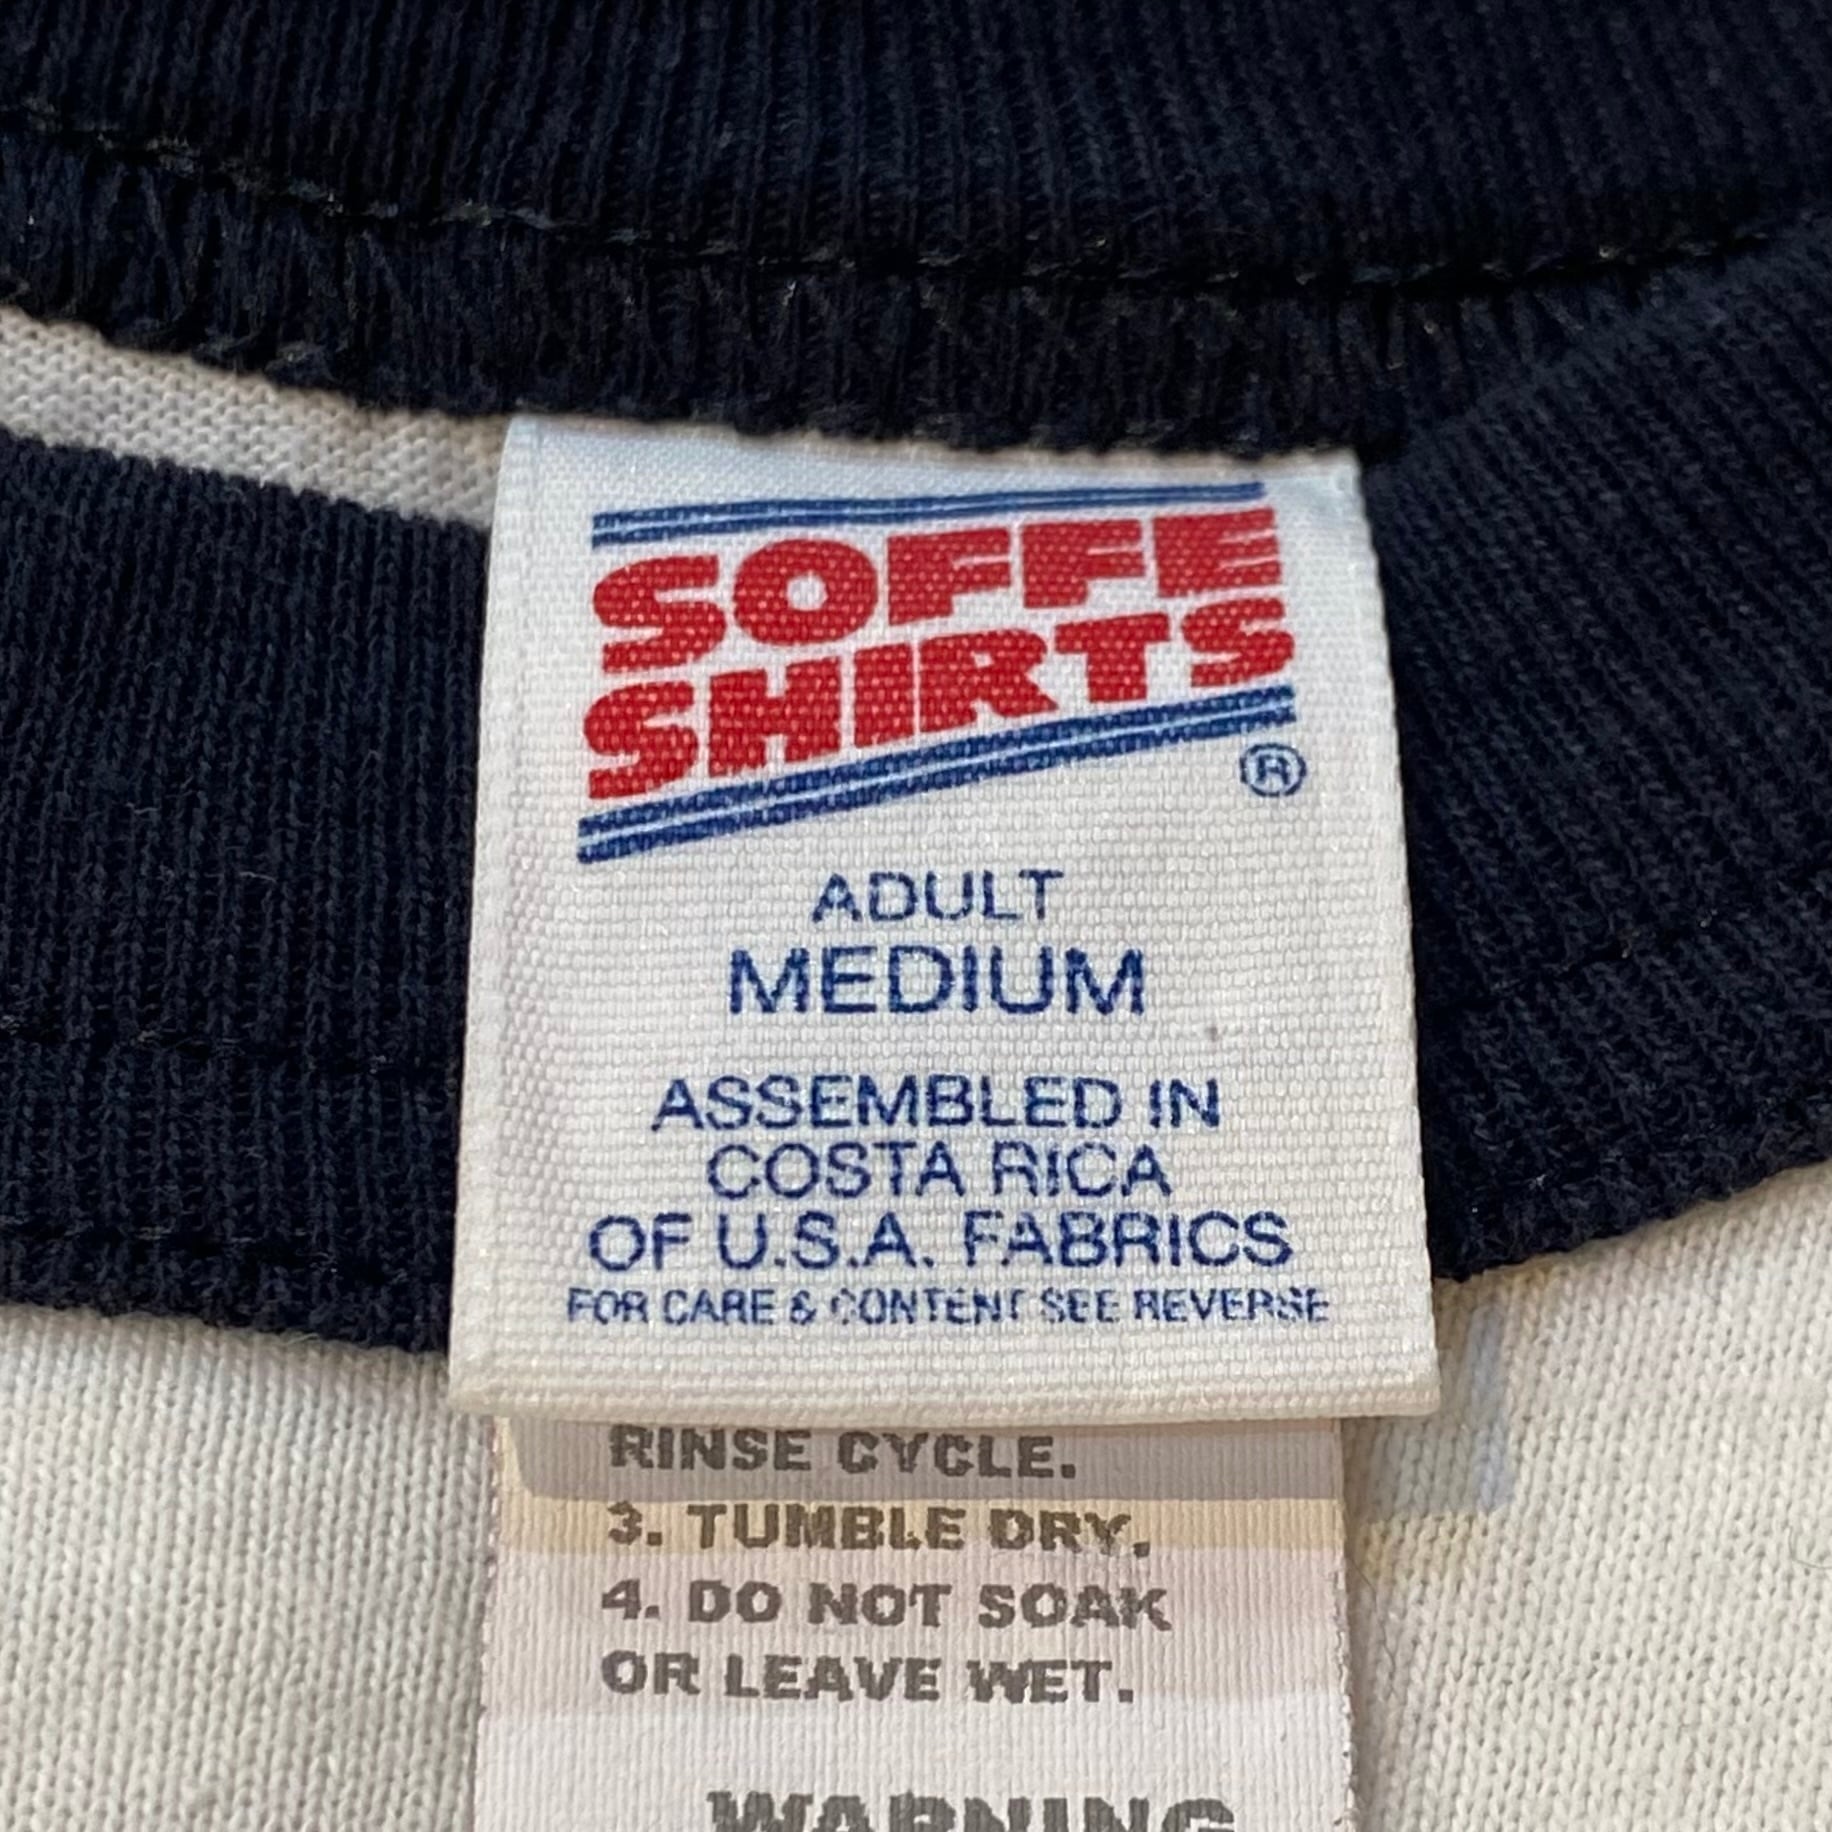 SOFFE
SHIRTS
®
ADULT
MEDIUM
ASSEMBLED IN
COSTA RICA
OF U.S.A. FABRICS
FOR CARE & CONTENT SEE REVERSE
RINSE CYCLE.
3. TUMBLE DRY.
4. DO NOT SOAK
OR LEAVE WET.
WARNING